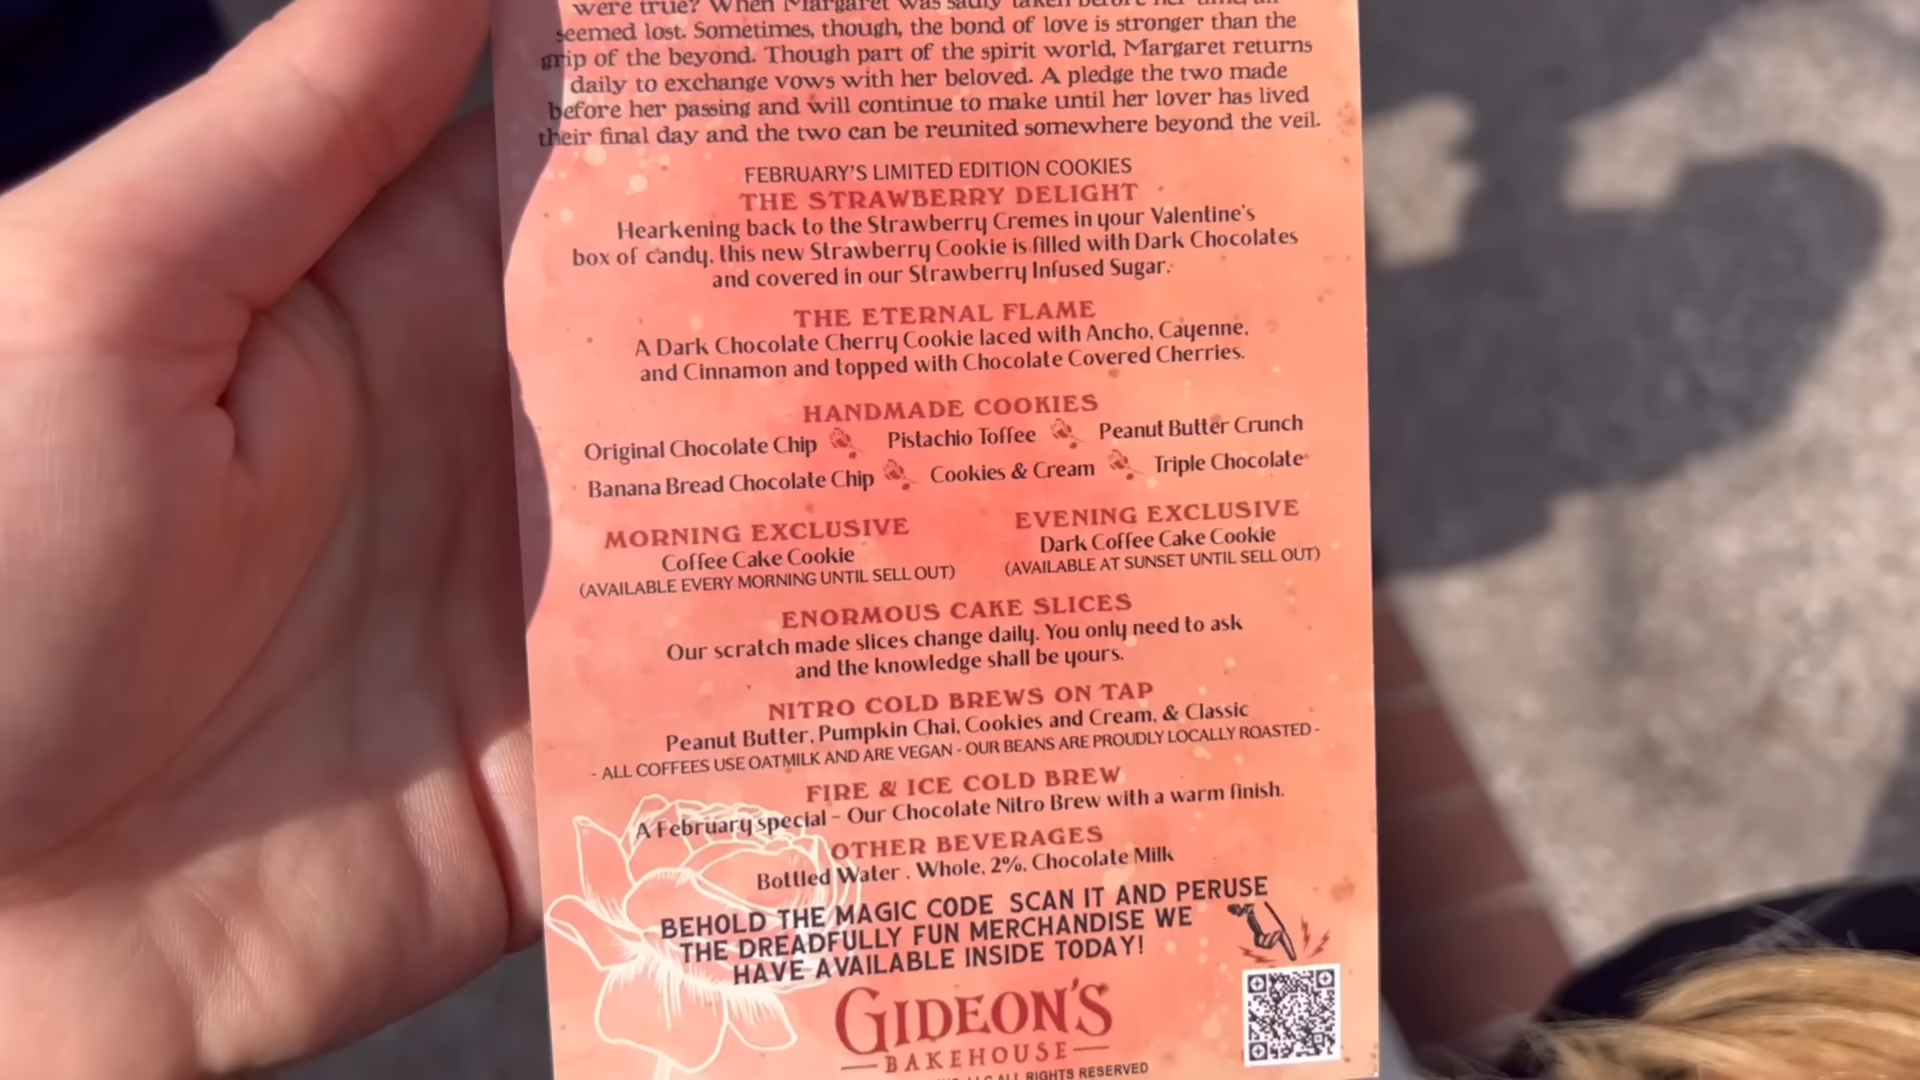 were true? When Margaret was sadly taken before her time, all
seemed lost. Sometimes, though, the bond of love is stronger than the
grip of the beyond. Though part of the spirit world, Margaret returns
daily to exchange vows with her beloved. A pledge the two made
before her passing and will continue to make until her lover has lived
their final day and the two can be reunited somewhere beyond the veil.
FEBRUARY'S LIMITED EDITION COOKIES
THE STRAWBERRY DELIGHT
Hearkening back to the Strawberry Cremes in your Valentine's
box of candy, this new Strawberry Cookie is filled with Dark Chocolates
and covered in our Strawberry Infused Sugar.
THE ETERNAL FLAME
A Dark Chocolate Cherry Cookie laced with Ancho, Cayenne,
and Cinnamon and topped with Chocolate Covered Cherries.
HANDMADE COOKIES
Original Chocolate Chip Pistachio Toffee Peanut Butter Crunch
Banana Bread Chocolate Chip Cookies & Cream Triple Chocolate
MORNING EXCLUSIVE
Coffee Cake Cookie
(AVAILABLE EVERY MORNING UNTIL SELL OUT)
EVENING EXCLUSIVE
Dark Coffee Cake Cookie
(AVAILABLE AT SUNSET UNTIL SELL OUT)
ENORMOUS CAKE SLICES
Our scratch made slices change daily. You only need to ask
and the knowledge shall be yours.
NITRO COLD BREWS ON TAP
Peanut Butter, Pumpkin Chai, Cookies and Cream, & Classic
- ALL COFFEES USE OATMILK AND ARE VEGAN - OUR BEANS ARE PROUDLY LOCALLY ROASTED -
FIRE & ICE COLD BREW
A February special - Our Chocolate Nitro Brew with a warm finish.
OTHER BEVERAGES
Bottled Water . Whole, 2%, Chocolate Milk
BEHOLD THE MAGIC CODE SCAN IT AND PERUSE
THE DREADFULLY FUN MERCHANDISE WE
HAVE AVAILABLE INSIDE TODAY!
GIDEON'S
BAKEHOUSE
ALL RIGHTS RESERVED